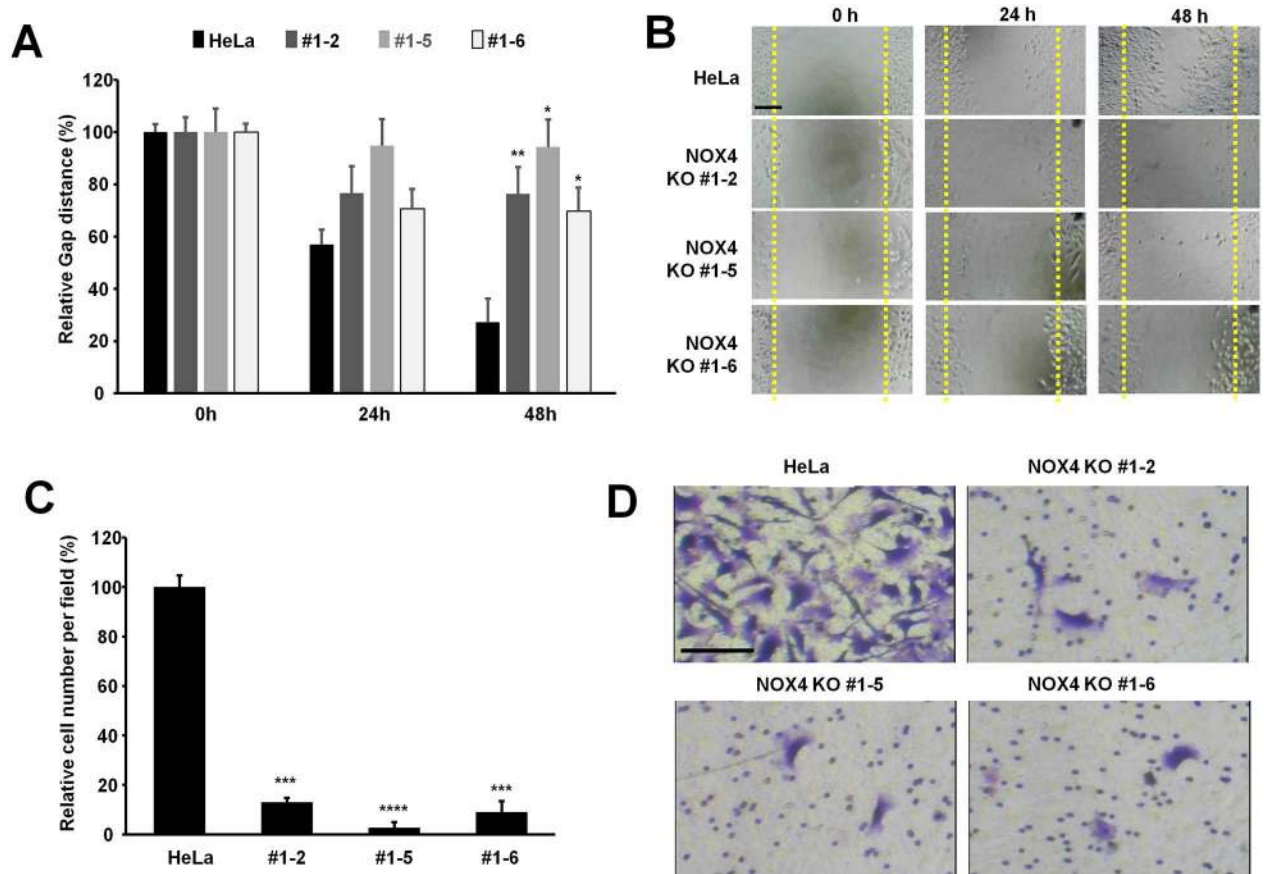 A
HeLa #1-2 #1-5 #1-6
Relative Gap distance (%)
120
100
80
60
40
20
0
** * *
0h 24h 48h
B
0 h 24 h 48 h
HeLa
NOX4
KO #1-2
NOX4
KO #1-5
NOX4
KO #1-6
C
Relative cell number per field (%)
120
100
80
60
40
20
0
*** **** ***
HeLa #1-2 #1-5 #1-6
D
HeLa NOX4 KO #1-2
NOX4 KO #1-5 NOX4 KO #1-6